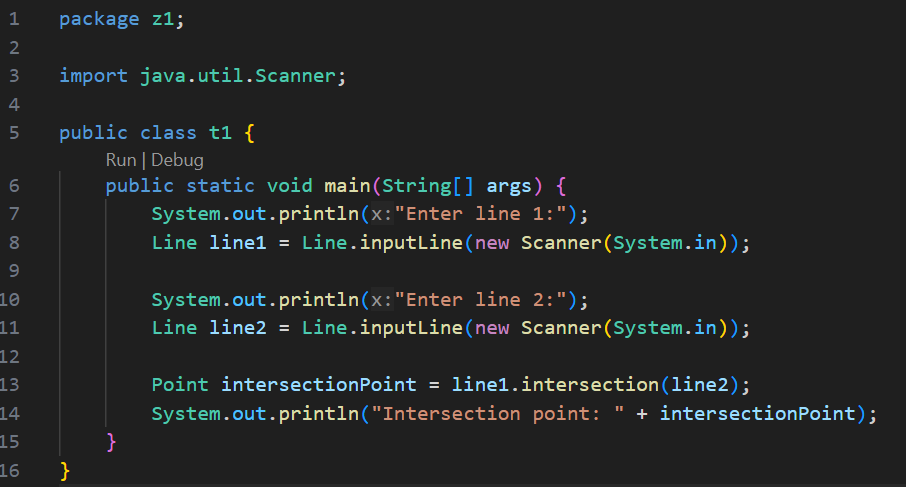 1 package z1;
2
3 import java.util.Scanner;
4
5 public class t1 {
Run | Debug
6 public static void main(String[] args) {
7 System.out.println(x:"Enter line 1:");
8 Line line1 = Line.inputLine(new Scanner(System.in));
9
10 System.out.println(x:"Enter line 2:");
11 Line line2 = Line.inputLine(new Scanner(System.in));
12
13 Point intersectionPoint = line1.intersection(line2);
14 System.out.println("Intersection point: " + intersectionPoint);
15 }
16 }